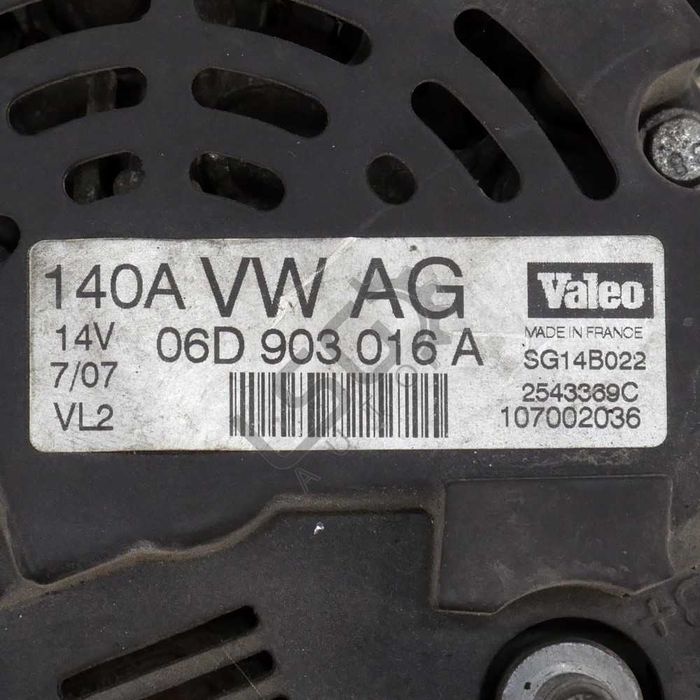 140A VW AG
Valeo
14V
06D 903 016 A
MADE IN FRANCE
7/07
SG14B022
2543369C
VL2
107002036